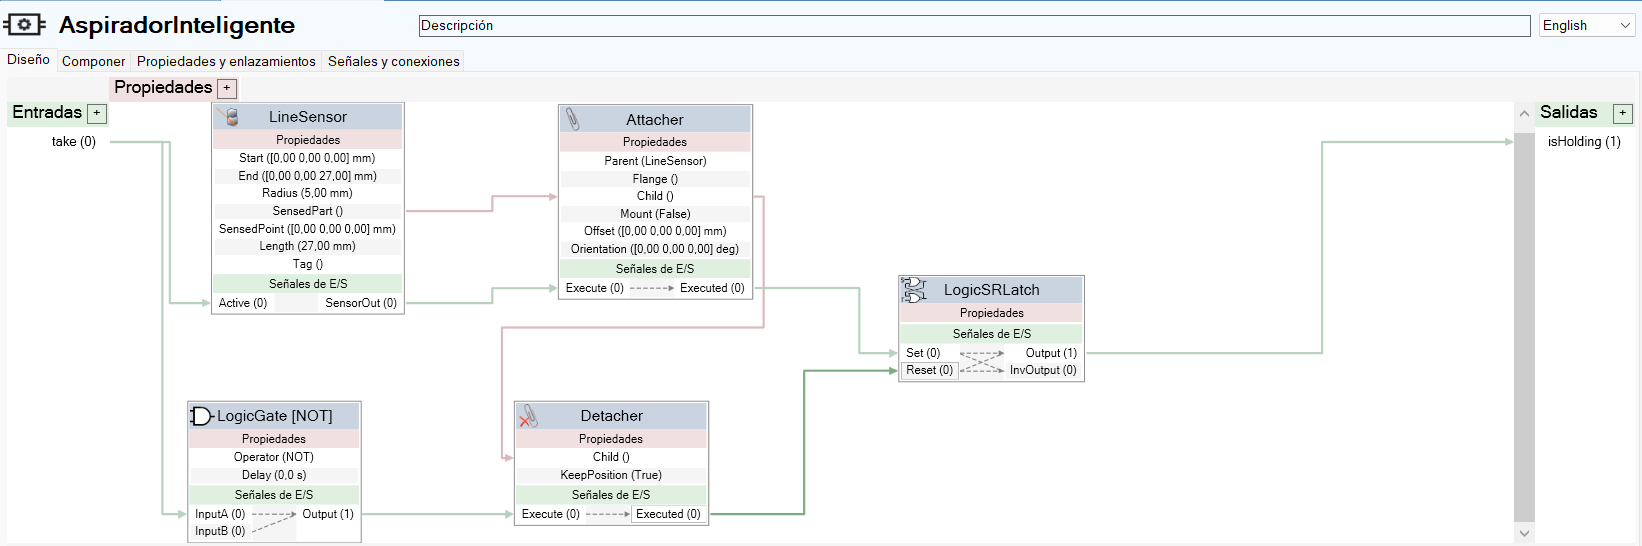 AspiradorInteligente
Descripción
English
Diseño
Componer
Propiedades y enlazamientos
Señales y conexiones
Propiedades +
Entradas +
take (0)
LineSensor
Propiedades
Start ([0,00 0,00 0,00] mm)
End ([0,00 0,00 27,00] mm)
Radius (5,00 mm)
SensedPart ()
SensedPoint ([0,00 0,00 0,00] mm)
Length (27,00 mm)
Tag ()
Señales de E/S
Active (0) SensorOut (0)
Attacher
Propiedades
Parent (LineSensor)
Flange ()
Child ()
Mount (False)
Offset ([0,00 0,00 0,00] mm)
Orientation ([0,00 0,00 0,00] deg)
Señales de E/S
Execute (0) Executed (0)
LogicSRLatch
Propiedades
Señales de E/S
Set (0) Output (1)
Reset (0) InvOutput (0)
LogicGate [NOT]
Propiedades
Operator (NOT)
Delay (0,0 s)
Señales de E/S
InputA (0) Output (1)
InputB (0)
Detacher
Propiedades
Child ()
KeepPosition (True)
Señales de E/S
Execute (0) Executed (0)
Salidas +
isHolding (1)